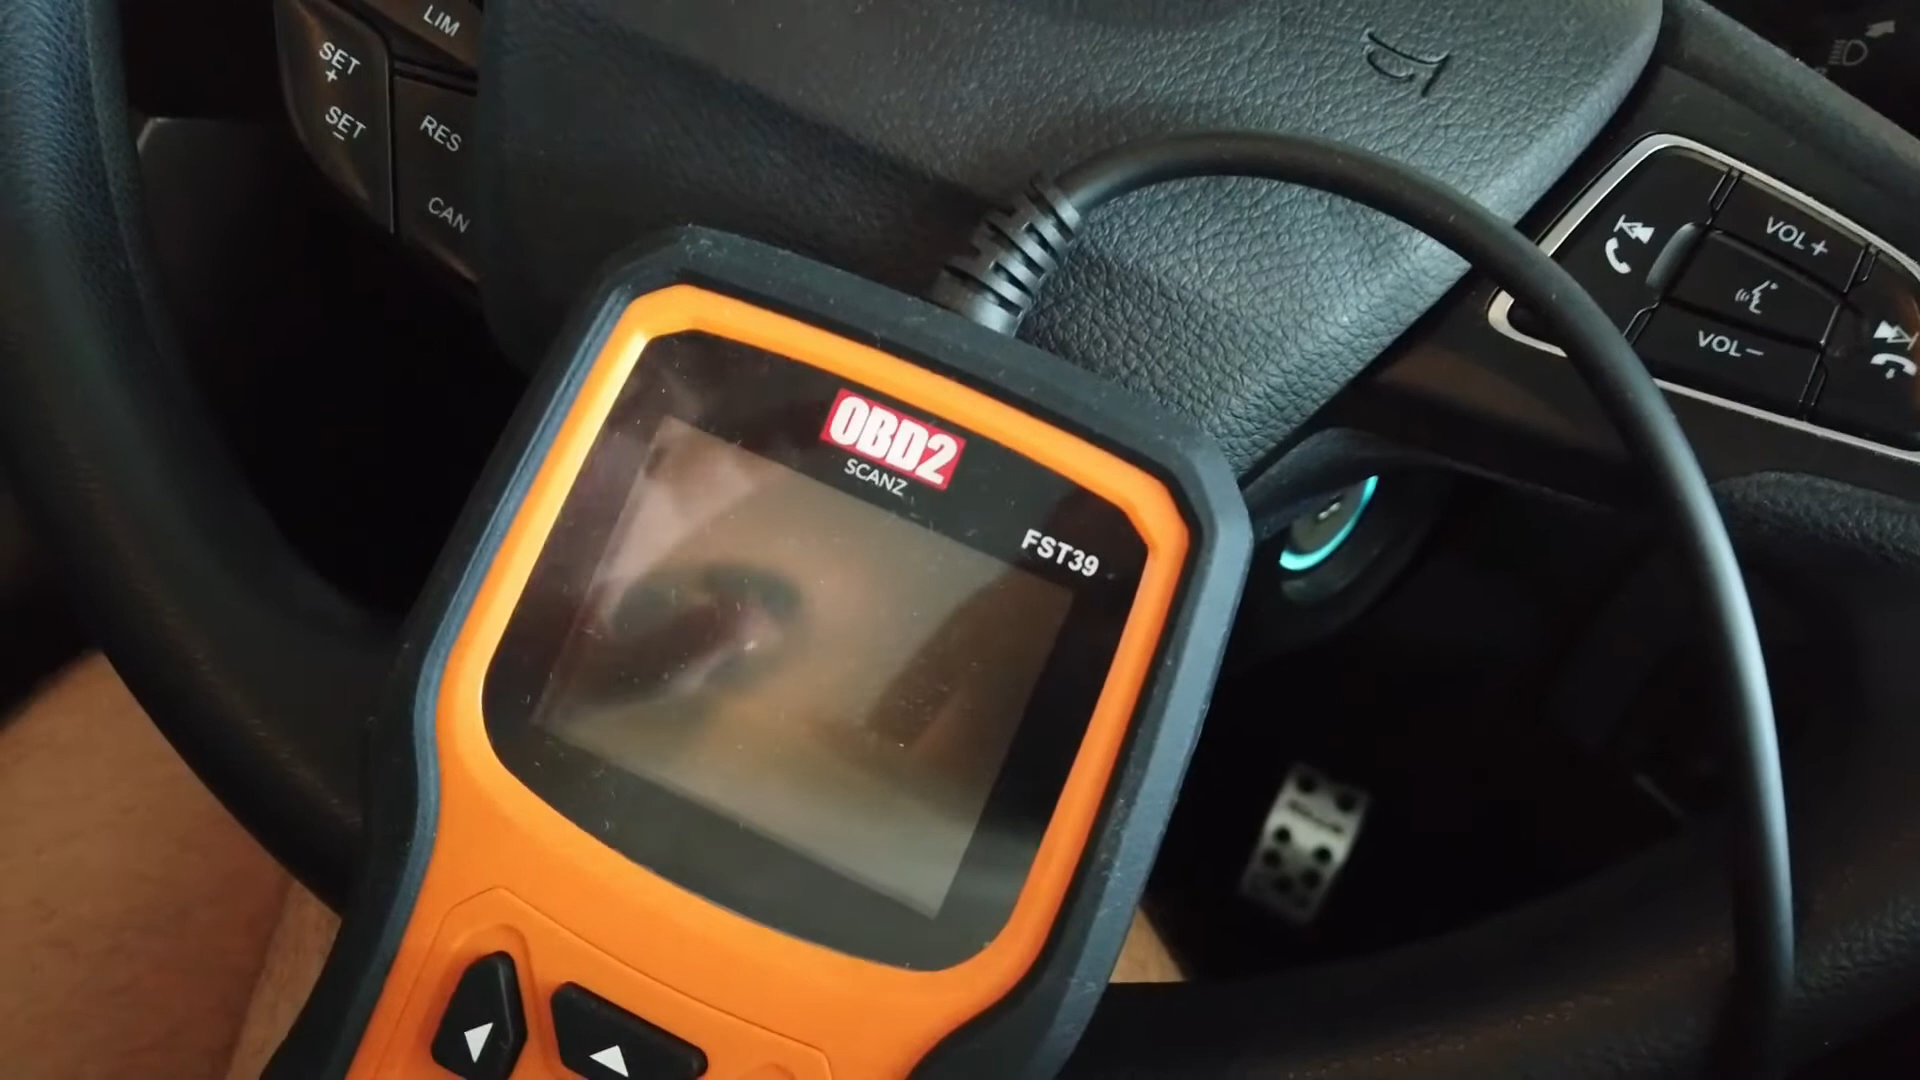 LIM
SET
+
SET
−
RES
CAN
VOL+
VOL−
OBD2
SCANZ
FST39